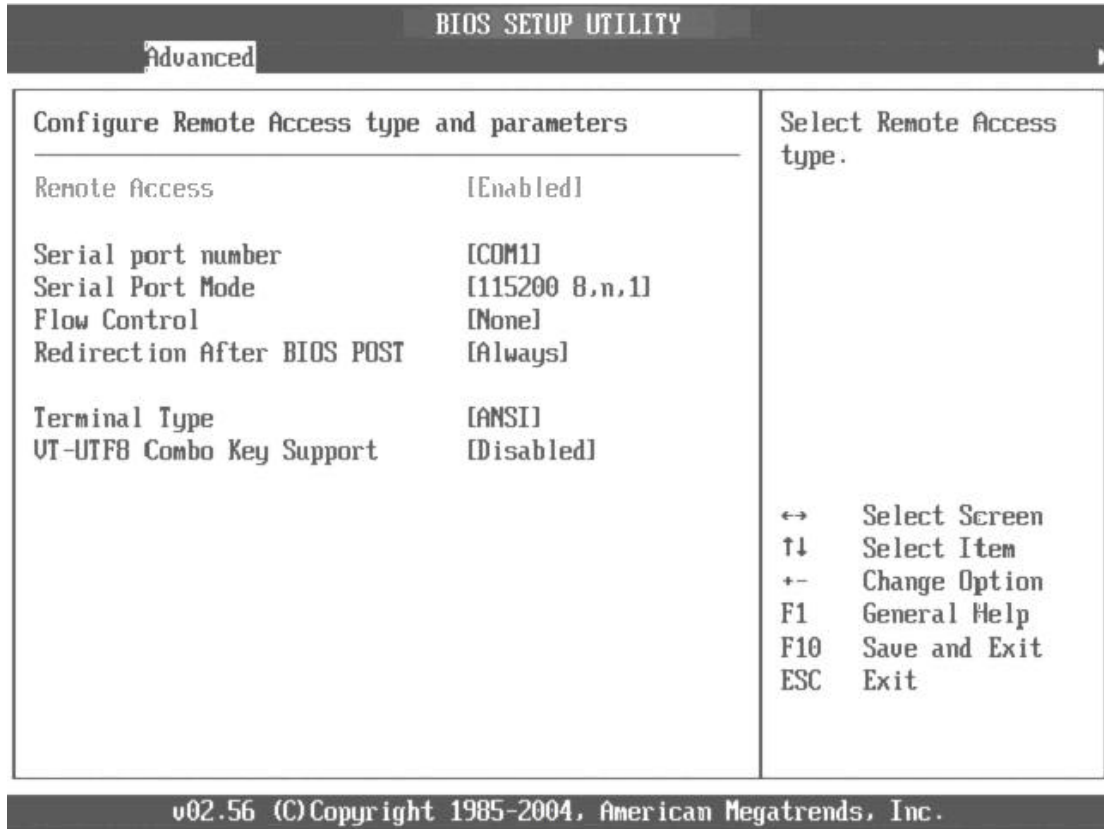 BIOS SETUP UTILITY
Advanced
Configure Remote Access type and parameters
Remote Access [Enabled]
Serial port number [COM1]
Serial Port Mode [115200 8,n,1]
Flow Control [None]
Redirection After BIOS POST [Always]
Terminal Type [ANSI]
VT-UTF8 Combo Key Support [Disabled]
Select Remote Access
type.
↔ Select Screen
↑↓ Select Item
+- Change Option
F1 General Help
F10 Save and Exit
ESC Exit
v02.56 (C)Copyright 1985-2004, American Megatrends, Inc.